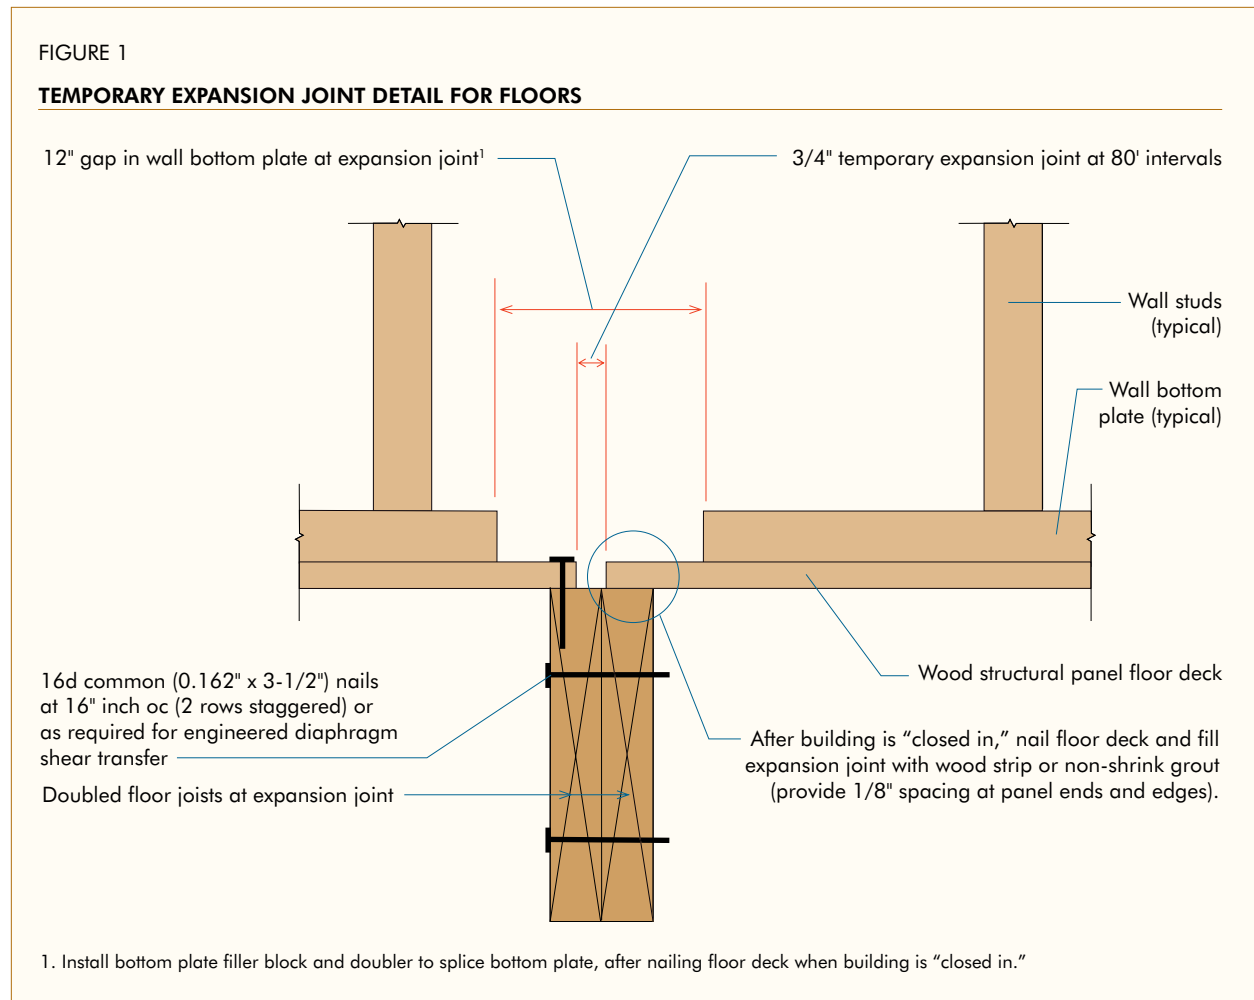 FIGURE 1
TEMPORARY EXPANSION JOINT DETAIL FOR FLOORS
12" gap in wall bottom plate at expansion joint¹
3/4" temporary expansion joint at 80' intervals
Wall studs
(typical)
Wall bottom
plate (typical)
16d common (0.162" x 3-1/2") nails
at 16" inch oc (2 rows staggered) or
as required for engineered diaphragm
shear transfer
Doubled floor joists at expansion joint
Wood structural panel floor deck
After building is “closed in,” nail floor deck and fill
expansion joint with wood strip or non-shrink grout
(provide 1/8" spacing at panel ends and edges).
1. Install bottom plate filler block and doubler to splice bottom plate, after nailing floor deck when building is “closed in.”